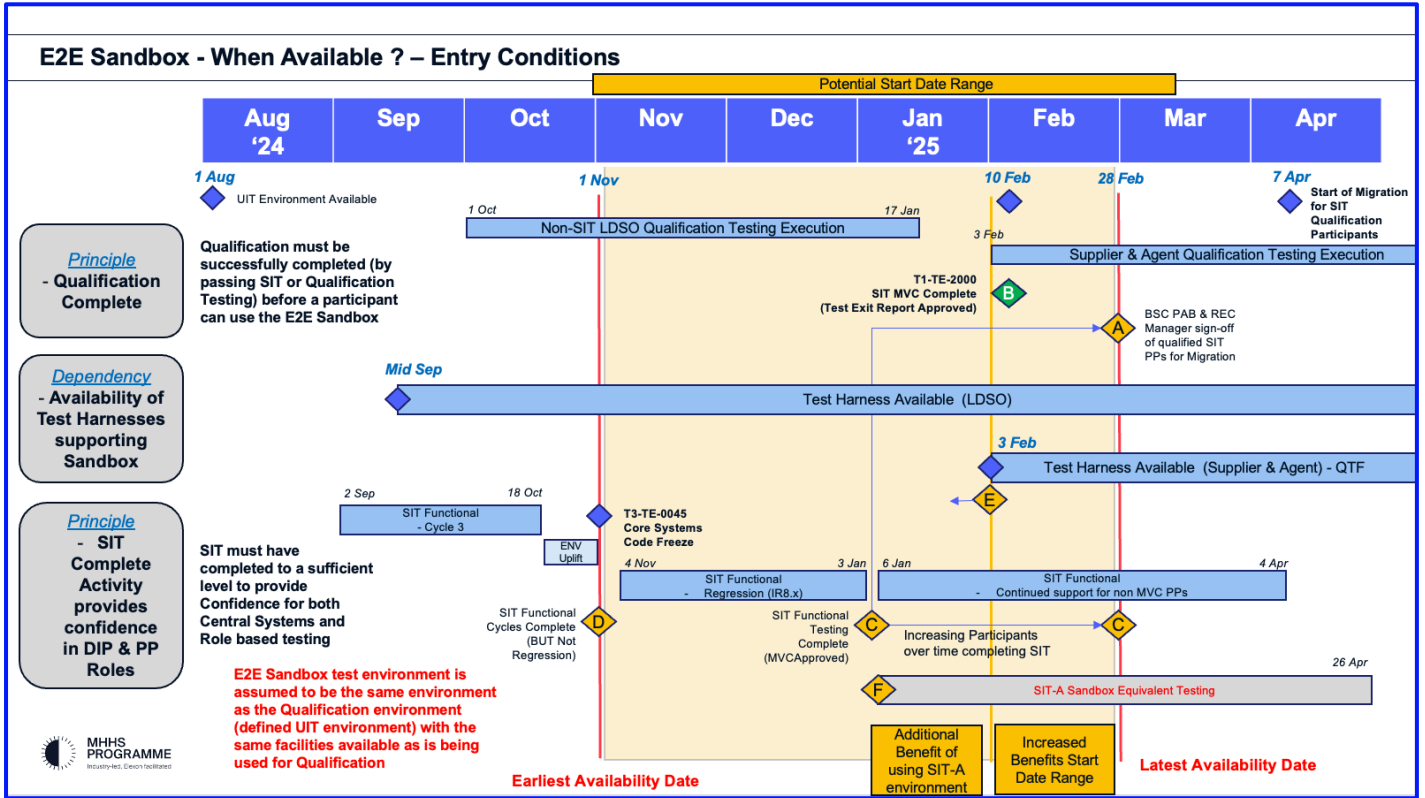 E2E Sandbox - When Available ? – Entry Conditions
Potential Start Date Range
Aug
‘24
Sep
Oct
Nov
Dec
Jan
‘25
Feb
Mar
Apr
1 Aug
UIT Environment Available
1 Nov
10 Feb
28 Feb
7 Apr
Start of Migration
for SIT
Qualification
Participants
1 Oct
17 Jan
Non-SIT LDSO Qualification Testing Execution
3 Feb
Supplier & Agent Qualification Testing Execution
Principle
- Qualification
Complete
Qualification must be
successfully completed (by
passing SIT or Qualification
Testing) before a participant
can use the E2E Sandbox
T1-TE-2000
SIT MVC Complete
(Test Exit Report Approved)
B
A
BSC PAB & REC
Manager sign-off
of qualified SIT
PPs for Migration
Dependency
- Availability of
Test Harnesses
supporting
Sandbox
Mid Sep
Test Harness Available (LDSO)
3 Feb
Test Harness Available (Supplier & Agent) - QTF
E
Principle
- SIT
Complete
Activity
provides
confidence
in DIP & PP
Roles
SIT must have
completed to a sufficient
level to provide
Confidence for both
Central Systems and
Role based testing
2 Sep
18 Oct
SIT Functional
- Cycle 3
ENV
Uplift
T3-TE-0045
Core Systems
Code Freeze
4 Nov
3 Jan
SIT Functional
- Regression (IR8.x)
6 Jan
4 Apr
SIT Functional
- Continued support for non MVC PPs
SIT Functional
Cycles Complete
(BUT Not
Regression)
D
SIT Functional
Testing
Complete
(MVCApproved)
C
Increasing Participants
over time completing SIT
C
26 Apr
F
SIT-A Sandbox Equivalent Testing
E2E Sandbox test environment is
assumed to be the same environment
as the Qualification environment
(defined UIT environment) with the
same facilities available as is being
used for Qualification
Additional
Benefit of
using SIT-A
environment
Increased
Benefits Start
Date Range
Earliest Availability Date
Latest Availability Date
MHHS
PROGRAMME
Industry-led, Elexon facilitated